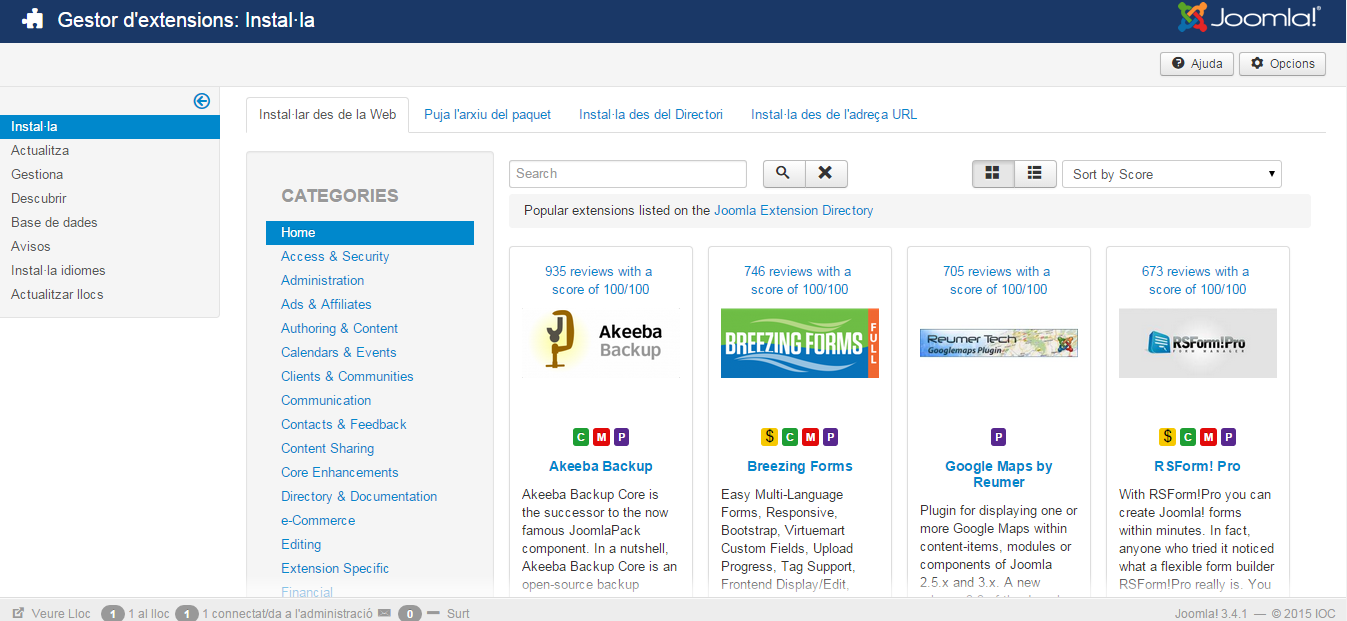 Gestor d'extensions: Instal·la
Joomla!®
Ajuda
Opcions
Instal·la
Actualitza
Gestiona
Descubrir
Base de dades
Avisos
Instal·la idiomes
Actualitzar llocs
Instal·lar des de la Web
Puja l'arxiu del paquet
Instal·la des del Directori
Instal·la des de l'adreça URL
CATEGORIES
Home
Access & Security
Administration
Ads & Affiliates
Authoring & Content
Calendars & Events
Clients & Communities
Communication
Contacts & Feedback
Content Sharing
Core Enhancements
Directory & Documentation
e-Commerce
Editing
Extension Specific
Financial
Search
Sort by Score
Popular extensions listed on the Joomla Extension Directory
935 reviews with a
score of 100/100
Akeeba
Backup
C M P
Akeeba Backup
Akeeba Backup Core is
the successor to the now
famous JoomlaPack
component. In a nutshell,
Akeeba Backup Core is an
open-source backup
746 reviews with a
score of 100/100
BREEZING FORMS
FULL
$ C M P
Breezing Forms
Easy Multi-Language
Forms, Responsive,
Bootstrap, Virtuemart
Custom Fields, Upload
Progress, Tag Support,
Frontend Display/Edit,
705 reviews with a
score of 100/100
Reumer Tech
Googlemaps Plugin
P
Google Maps by
Reumer
Plugin for displaying one or
more Google Maps within
content-items, modules or
components of Joomla
2.5.x and 3.x. A new
673 reviews with a
score of 100/100
RSForm!Pro
FORM MANAGER
$ C M P
RSForm! Pro
With RSForm!Pro you can
create Joomla! forms
within minutes. In fact,
anyone who tried it noticed
what a flexible form builder
RSForm!Pro really is. You
Veure Lloc
1 1 al lloc
1 1 connectat/da a l'administració
0
Surt
Joomla! 3.4.1 — © 2015 IOC